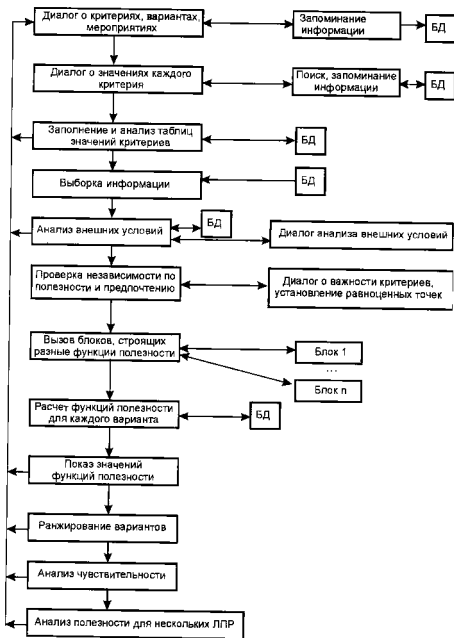 Диалог о критериях, вариантах,
мероприятиях
Запоминание
информации
БД
Диалог о значениях каждого
критерия
Поиск, запоминание
информации
БД
Заполнение и анализ таблиц
значений критериев
БД
Выборка информации
БД
БД
Анализ внешних условий
Диалог анализа внешних условий
Проверка независимости по
полезности и предпочтению
Диалог о важности критериев,
установление равноценных точек
Вызов блоков, строящих
разные функции полезности
Блок 1
...
Блок n
Расчет функций полезности
для каждого варианта
БД
Показ значений
функций полезности
Ранжирование вариантов
Анализ чувствительности
Анализ полезности для нескольких ЛПР